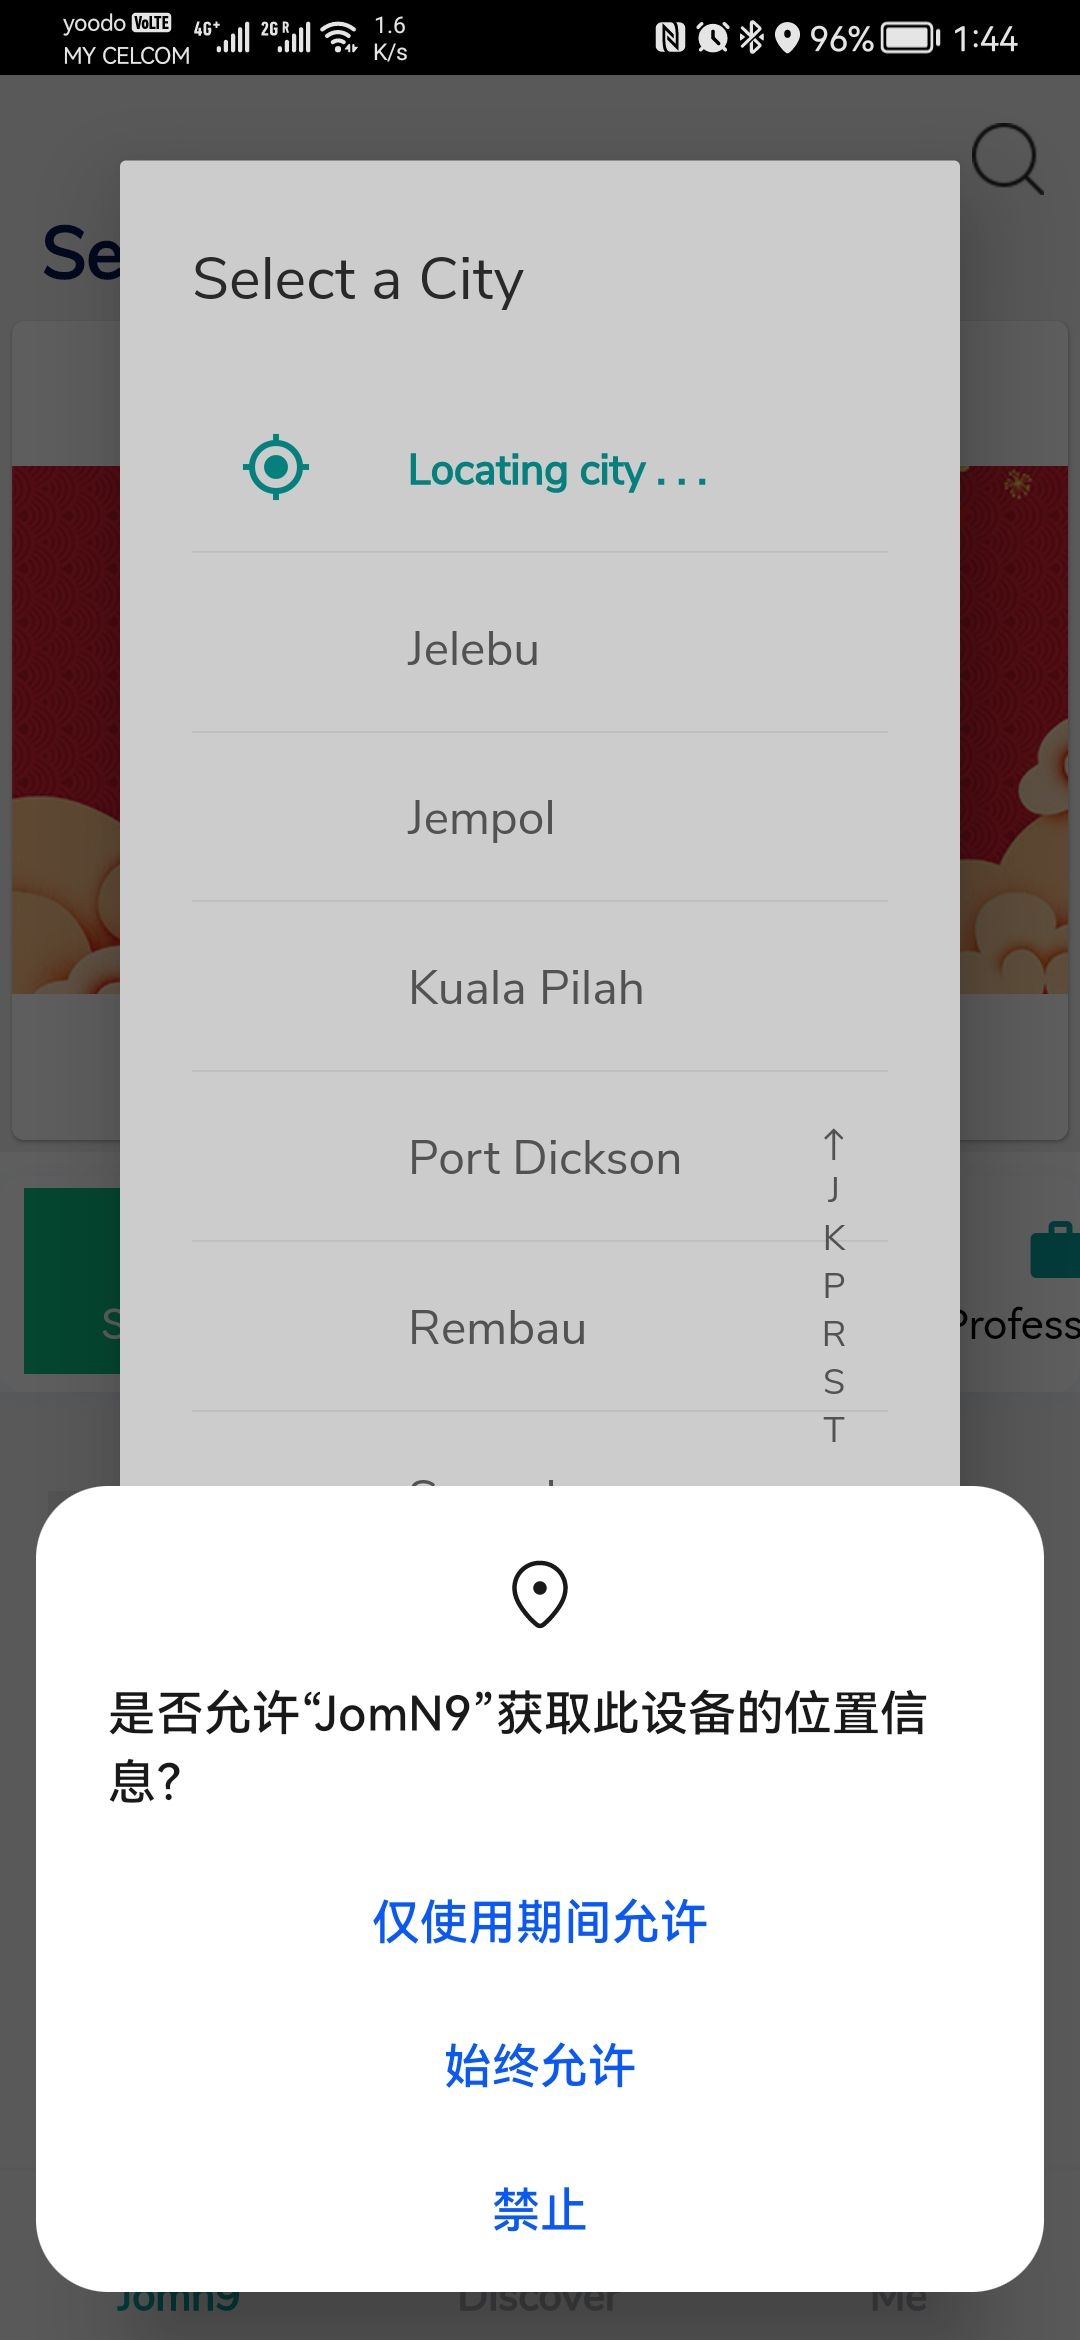 yoodo VoLTE 4G+ 2G R 1.6 96% 1:44
MY CELCOM K/s
Se
Select a City
Locating city . . .
Jelebu
Jempol
Kuala Pilah
Port Dickson
↑
J
K
P
R
S
T
Rembau
S
Profess
是否允许“JomN9”获取此设备的位置信
息?
仅使用期间允许
始终允许
禁止
Jomn9 Discover Me